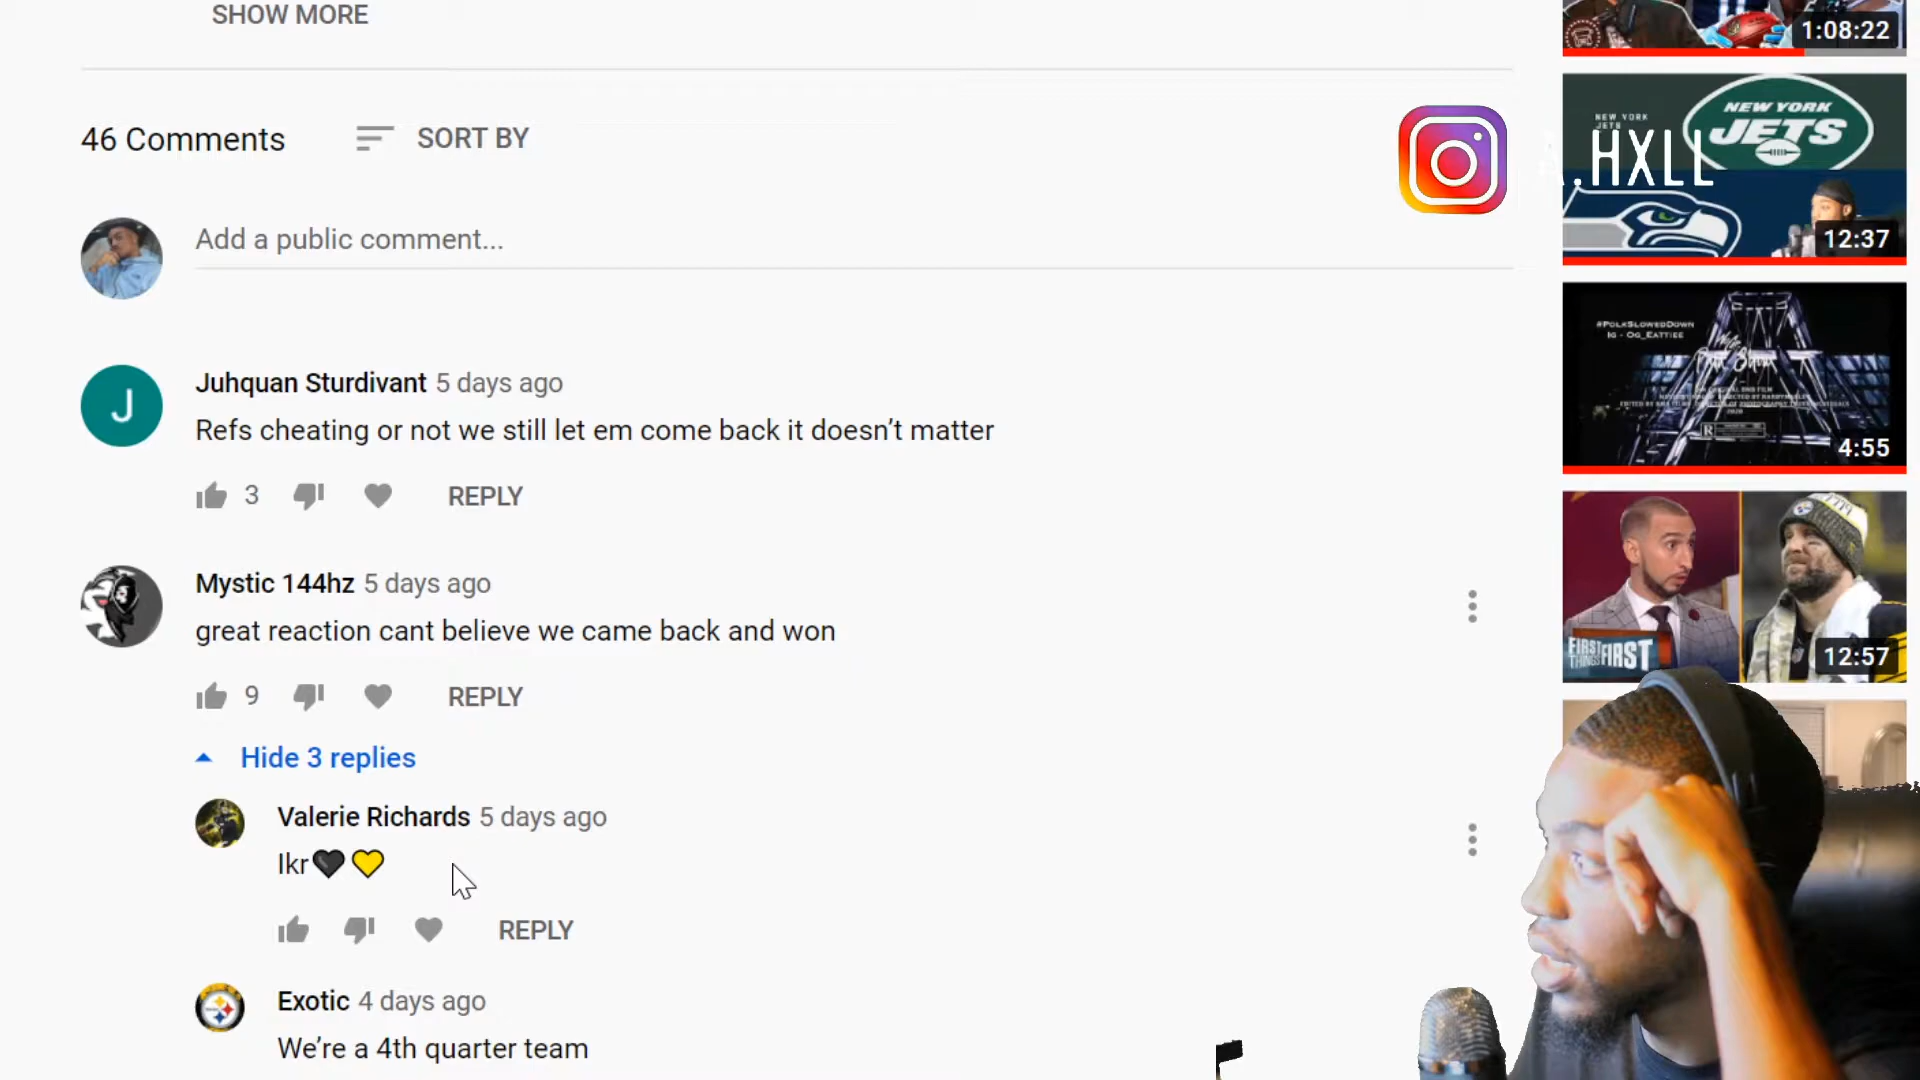 SHOW MORE
1:08:22
46 Comments
SORT BY
NEW YORK
JETS
NEW YORK
JETS
A.HXLL
Add a public comment...
12:37
#PolkSlowedDown
IG - Og_Eattiee
Juhquan Sturdivant 5 days ago
Refs cheating or not we still let em come back it doesn't matter
R
4:55
3
REPLY
Mystic 144hz 5 days ago
great reaction cant believe we came back and won
FIRST
THINGS FIRST
12:57
9
REPLY
Hide 3 replies
Valerie Richards 5 days ago
Ikr🖤💛
REPLY
Exotic 4 days ago
We're a 4th quarter team